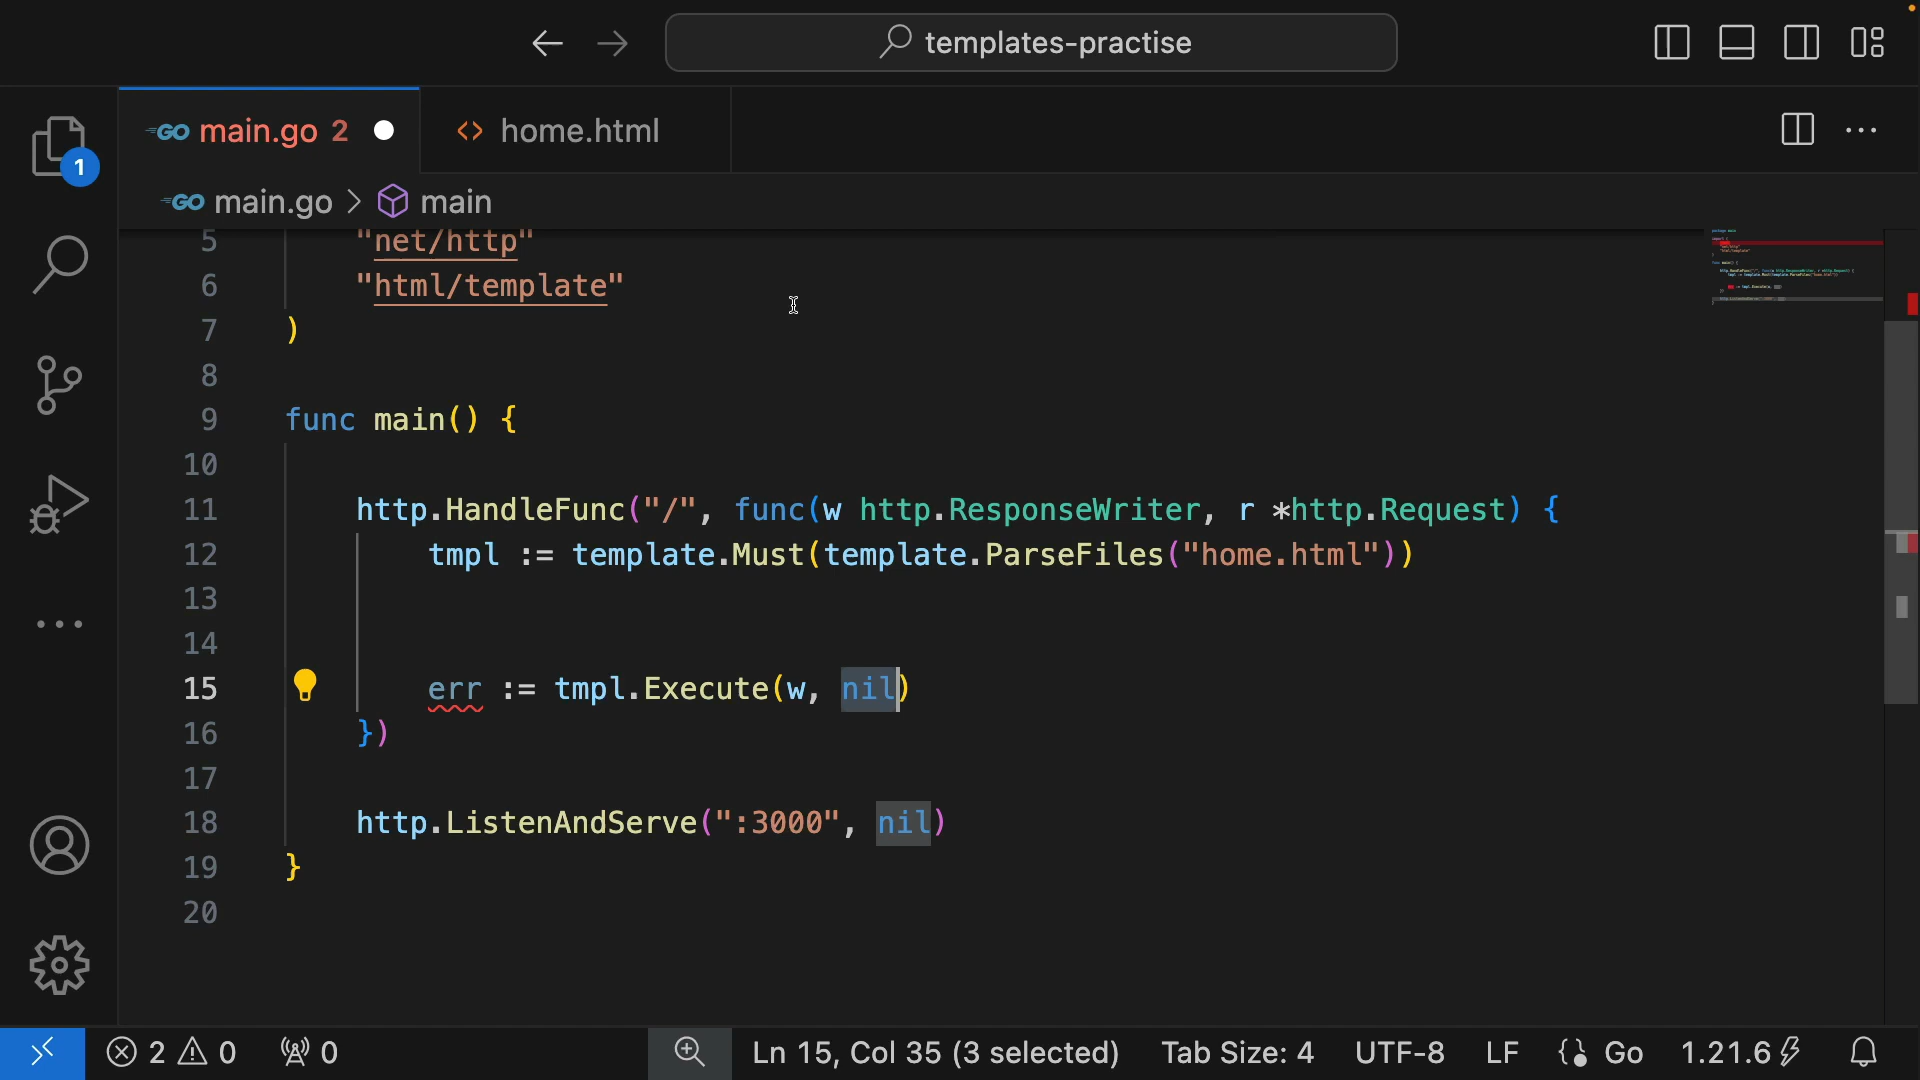 templates-practise
GO main.go 2
<> home.html
1
GO main.go > main
5 "net/http"
6 "html/template"
7 )
8
9 func main() {
10
11 http.HandleFunc("/", func(w http.ResponseWriter, r *http.Request) {
12 tmpl := template.Must(template.ParseFiles("home.html"))
13
14
15 err := tmpl.Execute(w, nil)
16 })
17
18 http.ListenAndServe(":3000", nil)
19 }
20
2 0 0 Ln 15, Col 35 (3 selected) Tab Size: 4 UTF-8 LF Go 1.21.6